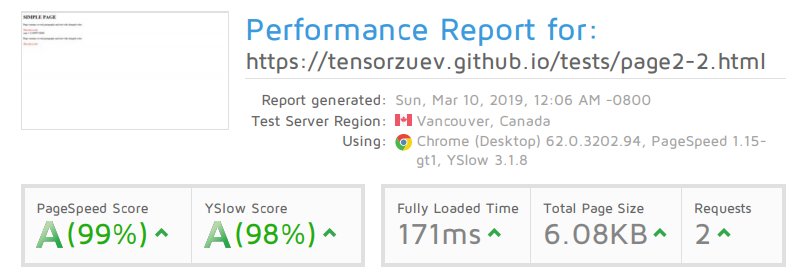 SIMPLE PAGE
Performance Report for:
https://tensorzuev.github.io/tests/page2-2.html
Report generated: Sun, Mar 10, 2019, 12:06 AM -0800
Test Server Region: Vancouver, Canada
Using: Chrome (Desktop) 62.0.3202.94, PageSpeed 1.15-
gt1, YSlow 3.1.8
PageSpeed Score
A(99%)
YSlow Score
A(98%)
Fully Loaded Time
171ms
Total Page Size
6.08KB
Requests
2